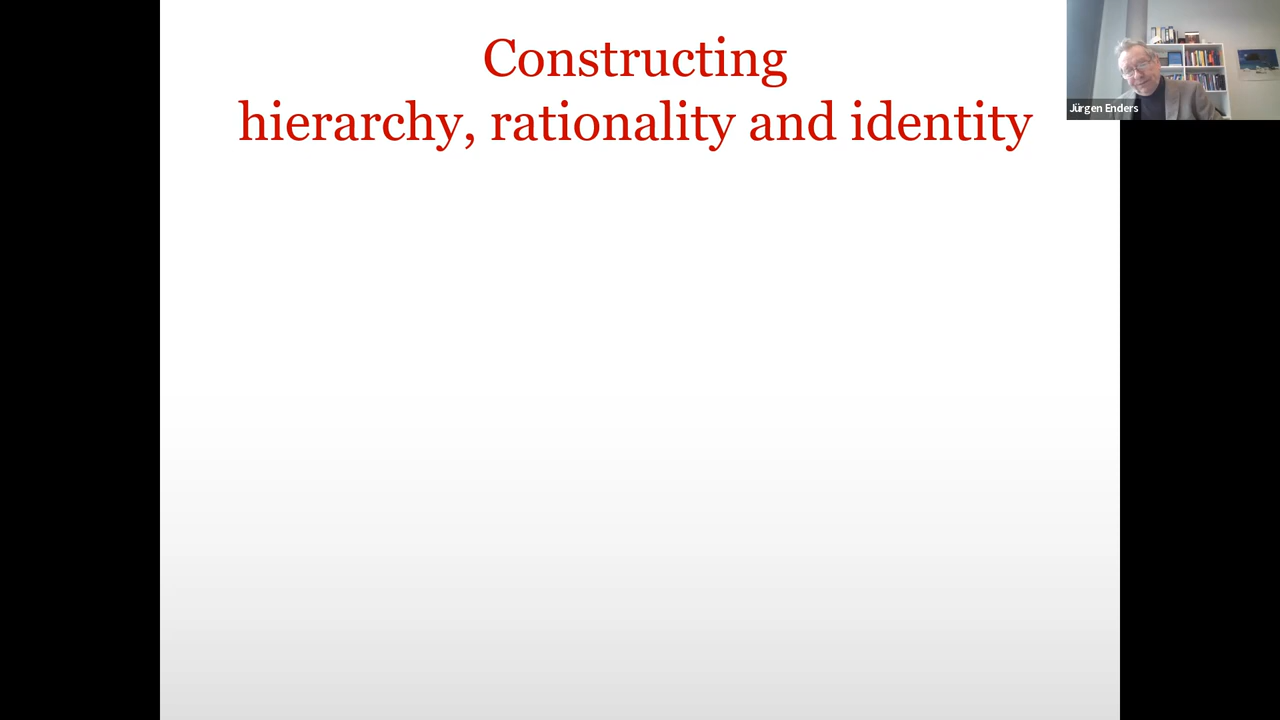 Constructing
hierarchy, rationality and identity
Jürgen Enders